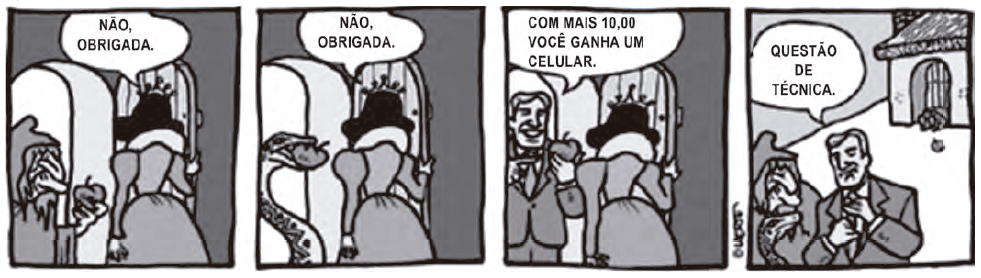 NÃO,
OBRIGADA.
NÃO,
OBRIGADA.
COM MAIS 10,00
VOCÊ GANHA UM
CELULAR.
QUESTÃO
DE
TÉCNICA.